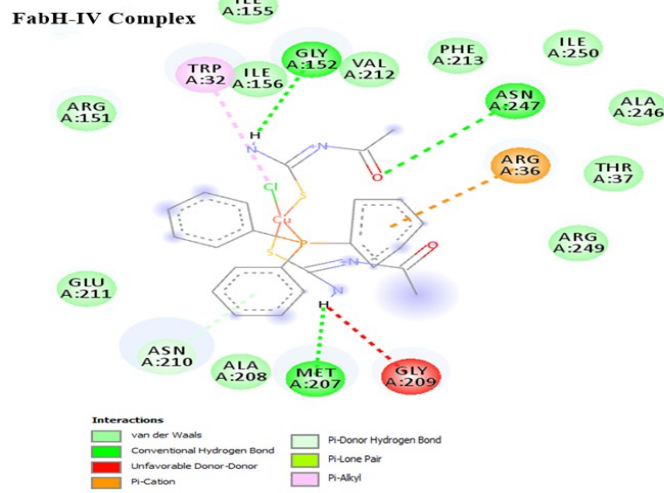 ILE
A:155
FabH-IV Complex
GLY
A:152
TRP
A:32
ILE
A:156
VAL
A:212
PHE
A:213
ILE
A:250
ARG
A:151
ASN
A:247
ALA
A:246
H
N
N
O
ARG
A:36
THR
A:37
Cl
S
Cu
P
S
O
N
ARG
A:249
GLU
A:211
N
H
ASN
A:210
ALA
A:208
MET
A:207
GLY
A:209
Interactions
van der Waals
Conventional Hydrogen Bond
Unfavorable Donor-Donor
Pi-Cation
Pi-Donor Hydrogen Bond
Pi-Lone Pair
Pi-Alkyl